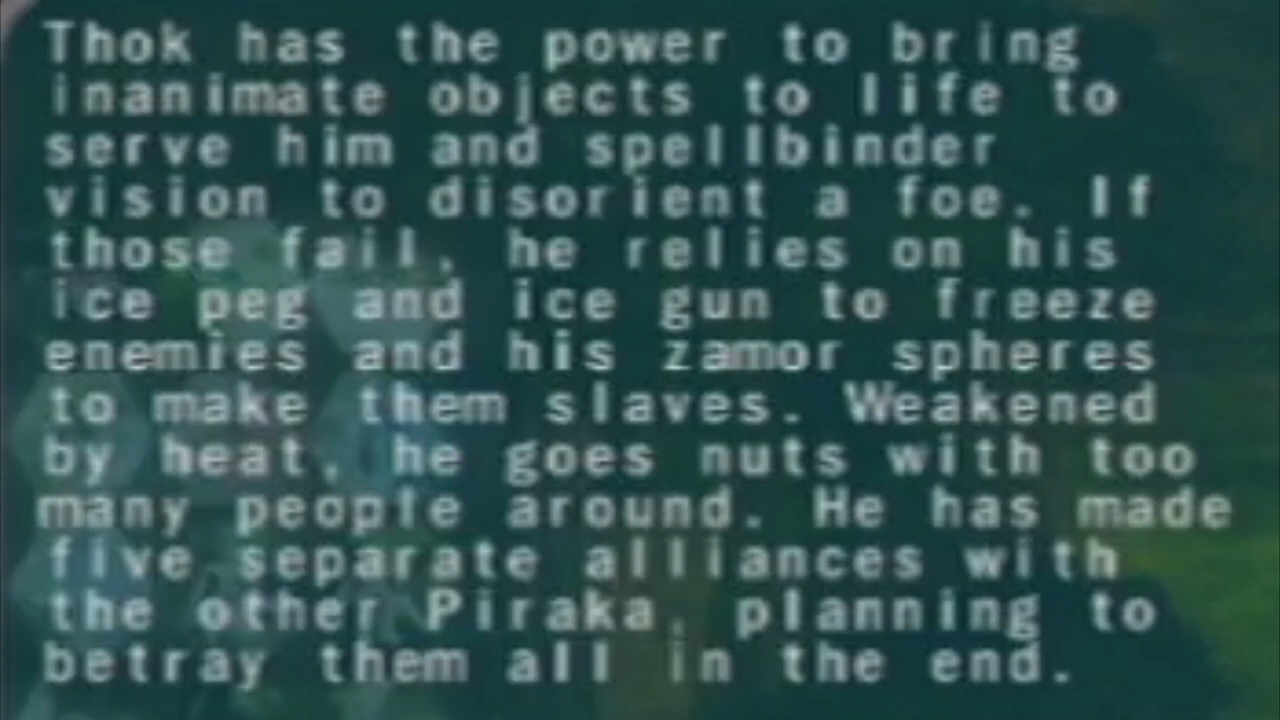 Thok has the power to bring
inanimate objects to life to
serve him and spellbinder
vision to disorient a foe. If
those fail, he relies on his
ice peg and ice gun to freeze
enemies and his zamor spheres
to make them slaves. Weakened
by heat, he goes nuts with too
many people around. He has made
five separate alliances with
the other Piraka, planning to
betray them all in the end.